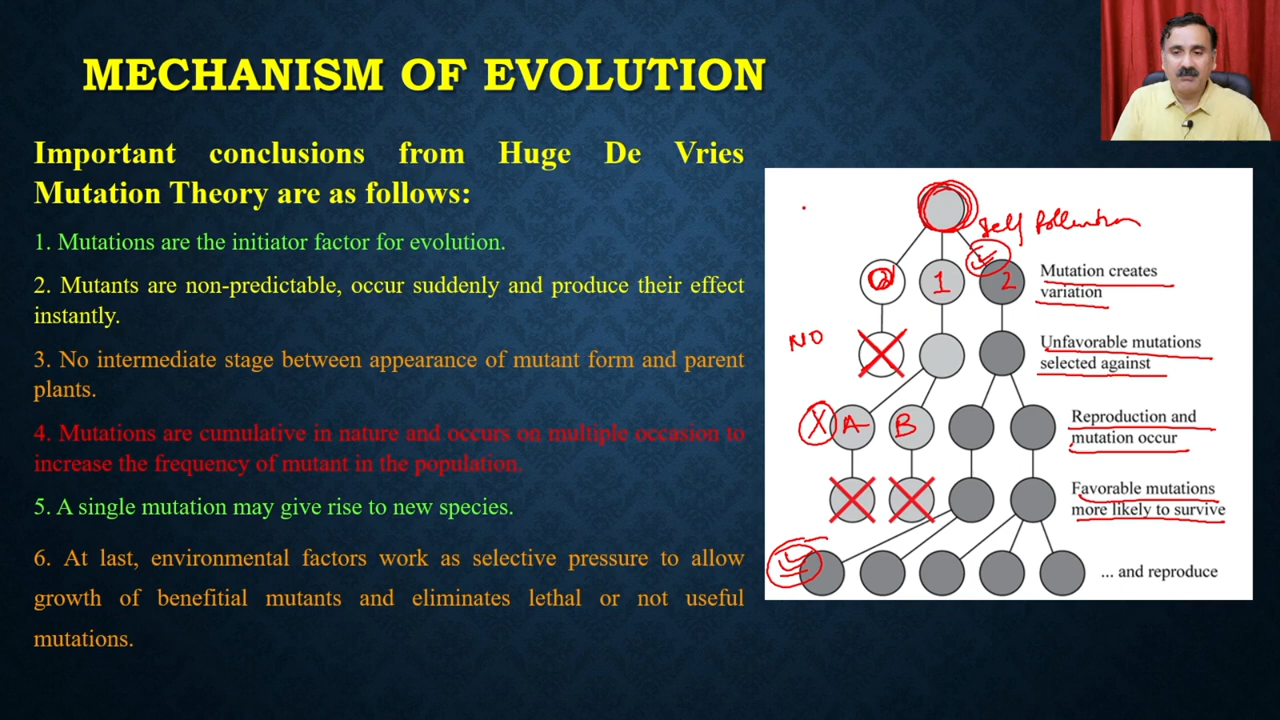 MECHANISM OF EVOLUTION
Important conclusions from Huge De Vries
Mutation Theory are as follows:
1. Mutations are the initiator factor for evolution.
2. Mutants are non-predictable, occur suddenly and produce their effect
instantly.
3. No intermediate stage between appearance of mutant form and parent
plants.
4. Mutations are cumulative in nature and occurs on multiple occasion to
increase the frequency of mutant in the population.
5. A single mutation may give rise to new species.
6. At last, environmental factors work as selective pressure to allow
growth of benefitial mutants and eliminates lethal or not useful
mutations.
Self Pollination
1 2
Mutation creates
variation
NO
Unfavorable mutations
selected against
X A B
Reproduction and
mutation occur
Favorable mutations
more likely to survive
... and reproduce